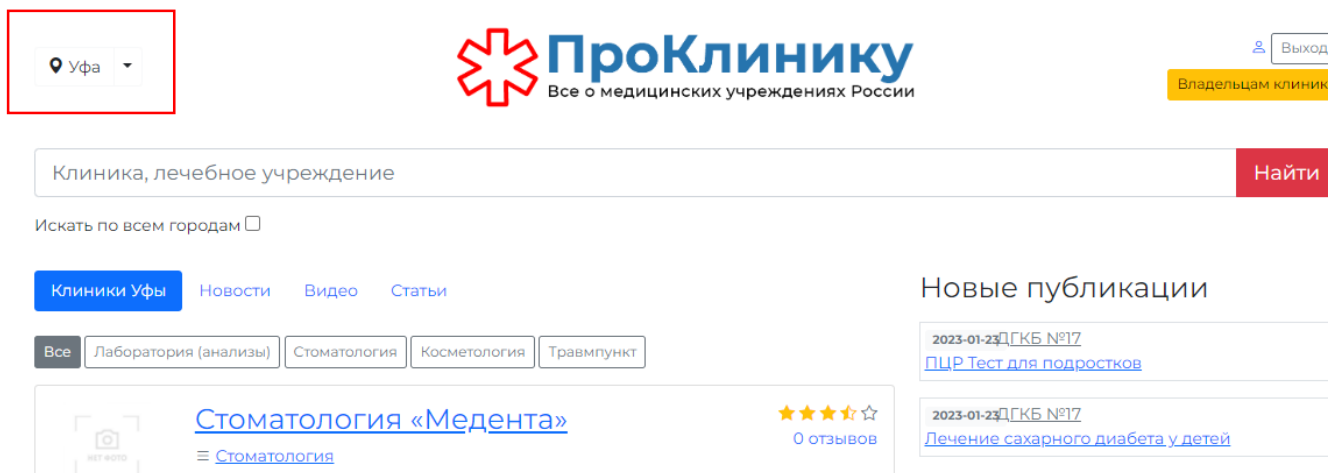 Уфа
ПроКлинику
Все о медицинских учреждениях России
Выход
Владельцам клиник
Клиника, лечебное учреждение
Найти
Искать по всем городам
Клиники Уфы Новости Видео Статьи
Все Лаборатория (анализы) Стоматология Косметология Травмпункт
НЕТ ФОТО
Стоматология «Медента»
0 отзывов
Стоматология
Новые публикации
2023-01-23 ДГКБ №17
ПЦР Тест для подростков
2023-01-23 ДГКБ №17
Лечение сахарного диабета у детей